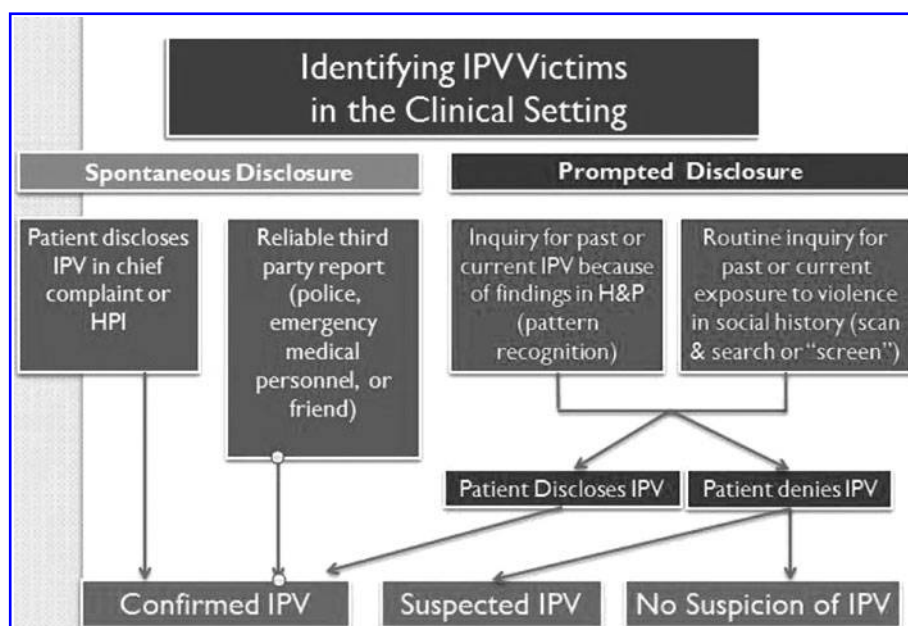 Identifying IPV Victims
in the Clinical Setting
Spontaneous Disclosure
Prompted Disclosure
Patient discloses
IPV in chief
complaint or
HPI
Reliable third
party report
(police,
emergency
medical
personnel, or
friend)
Inquiry for past or
current IPV because
of findings in H&P
(pattern
recognition)
Routine inquiry for
past or current
exposure to violence
in social history (scan
& search or “screen”)
Patient Discloses IPV
Patient denies IPV
Confirmed IPV
Suspected IPV
No Suspicion of IPV